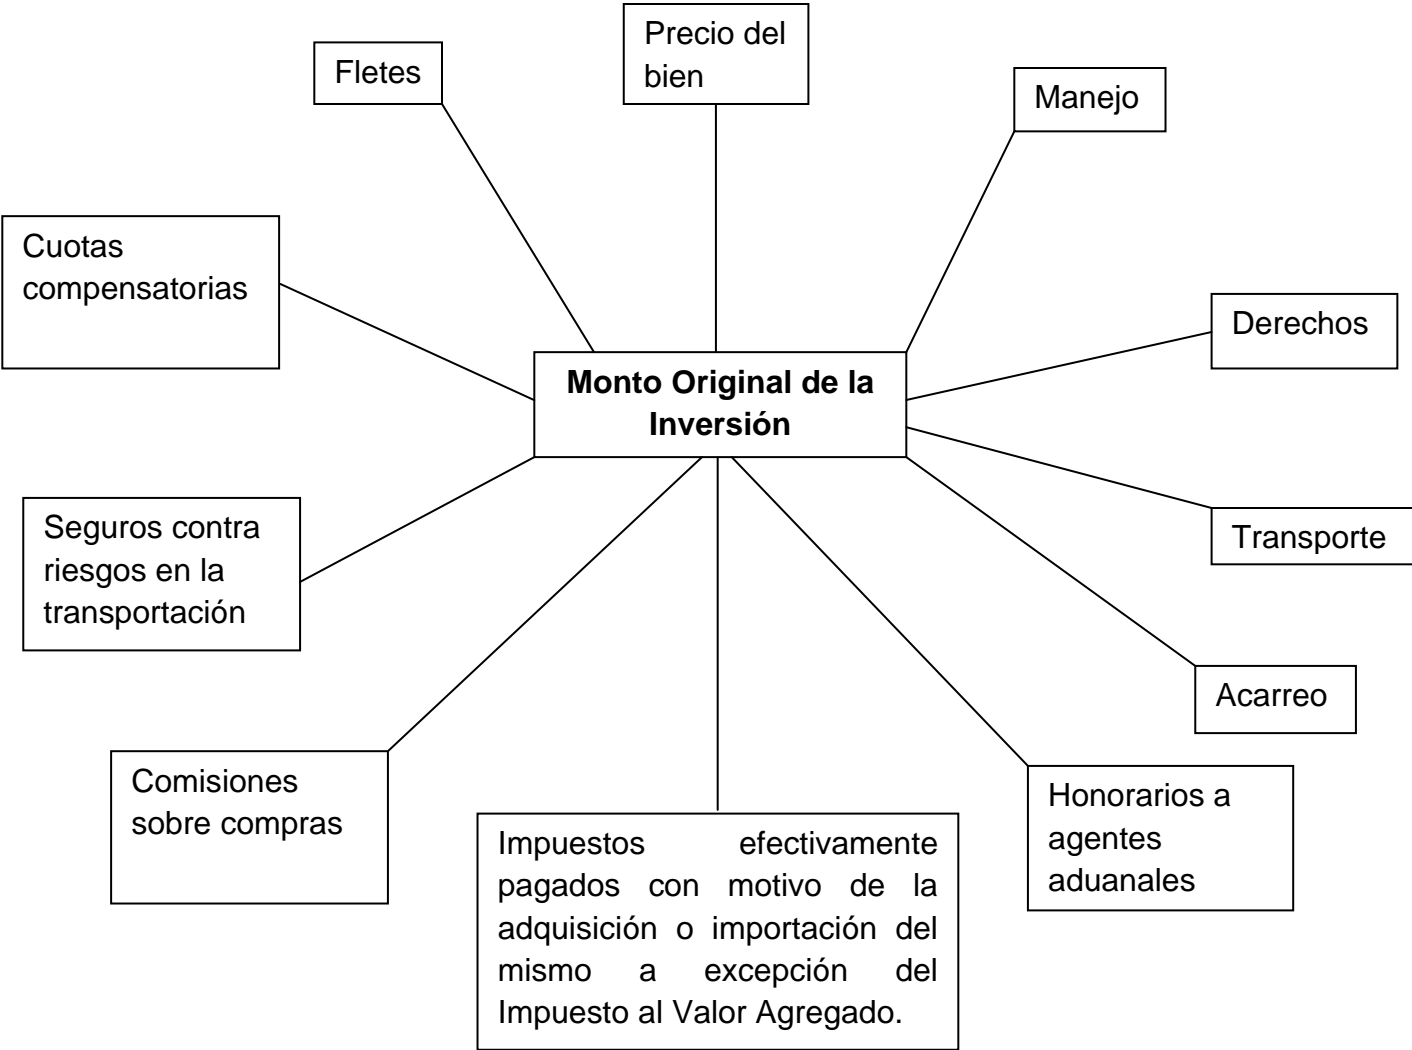 Precio del
bien
Fletes
Manejo
Cuotas
compensatorias
Derechos
Monto Original de la
Inversión
Seguros contra
riesgos en la
transportación
Transporte
Acarreo
Comisiones
sobre compras
Honorarios a
agentes
aduanales
Impuestos efectivamente
pagados con motivo de la
adquisición o importación del
mismo a excepción del
Impuesto al Valor Agregado.